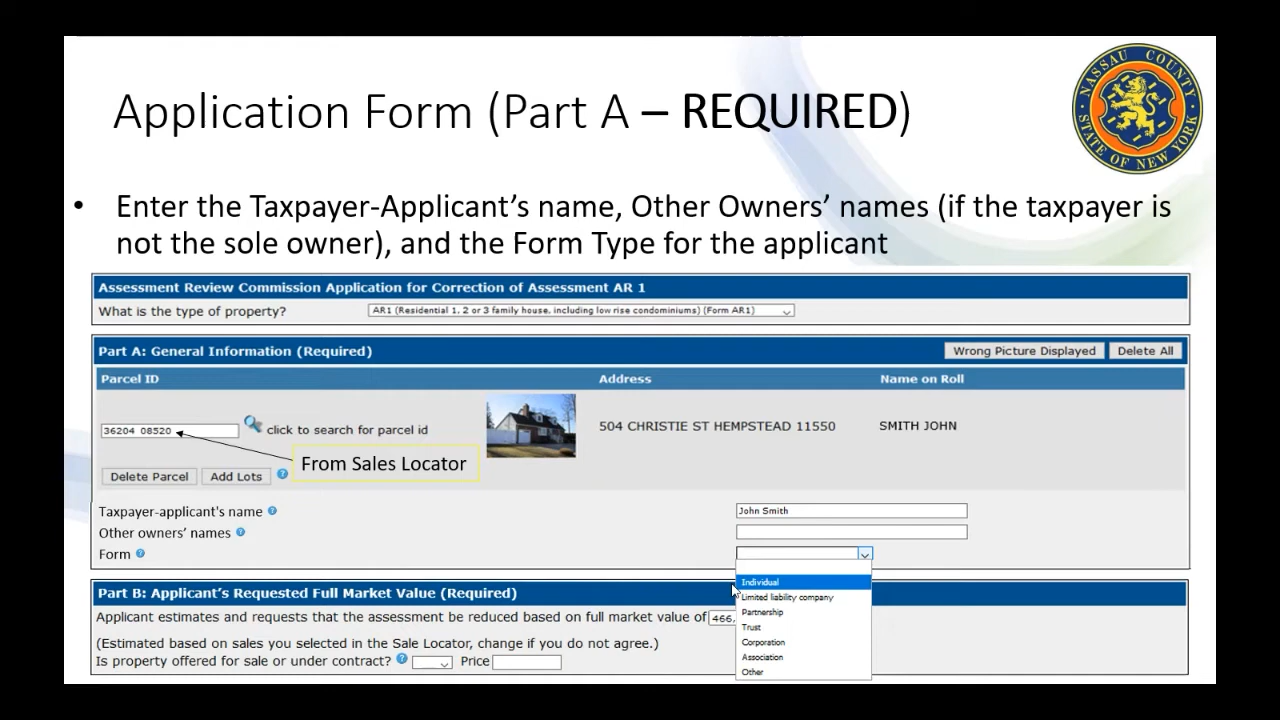 Application Form (Part A – REQUIRED)
NASSAU COUNTY
STATE OF NEW YORK
• Enter the Taxpayer-Applicant’s name, Other Owners’ names (if the taxpayer is
not the sole owner), and the Form Type for the applicant
Assessment Review Commission Application for Correction of Assessment AR 1
What is the type of property? AR1 (Residential 1, 2 or 3 family house, including low rise condominiums) (Form AR1)
Part A: General Information (Required) Wrong Picture Displayed Delete All
Parcel ID Address Name on Roll
36204 08520 click to search for parcel id 504 CHRISTIE ST HEMPSTEAD 11550 SMITH JOHN
From Sales Locator
Delete Parcel Add Lots ?
Taxpayer-applicant's name ? John Smith
Other owners’ names ?
Form ?
Individual
Limited liability company
Partnership
Trust
Corporation
Association
Other
Part B: Applicant's Requested Full Market Value (Required)
Applicant estimates and requests that the assessment be reduced based on full market value of 466,
(Estimated based on sales you selected in the Sale Locator, change if you do not agree.)
Is property offered for sale or under contract? ? Price